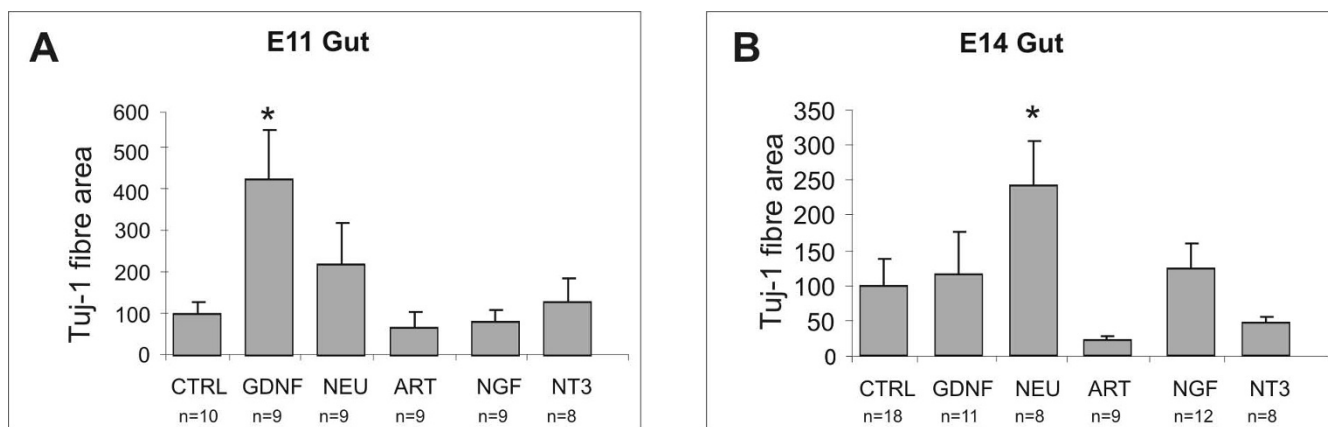 A
E11 Gut
Tuj-1 fibre area
600
500
400
300
200
100
0
*
CTRL GDNF NEU ART NGF NT3
n=10 n=9 n=9 n=9 n=9 n=8
B
E14 Gut
Tuj-1 fibre area
350
300
250
200
150
100
50
0
*
CTRL GDNF NEU ART NGF NT3
n=18 n=11 n=8 n=9 n=12 n=8